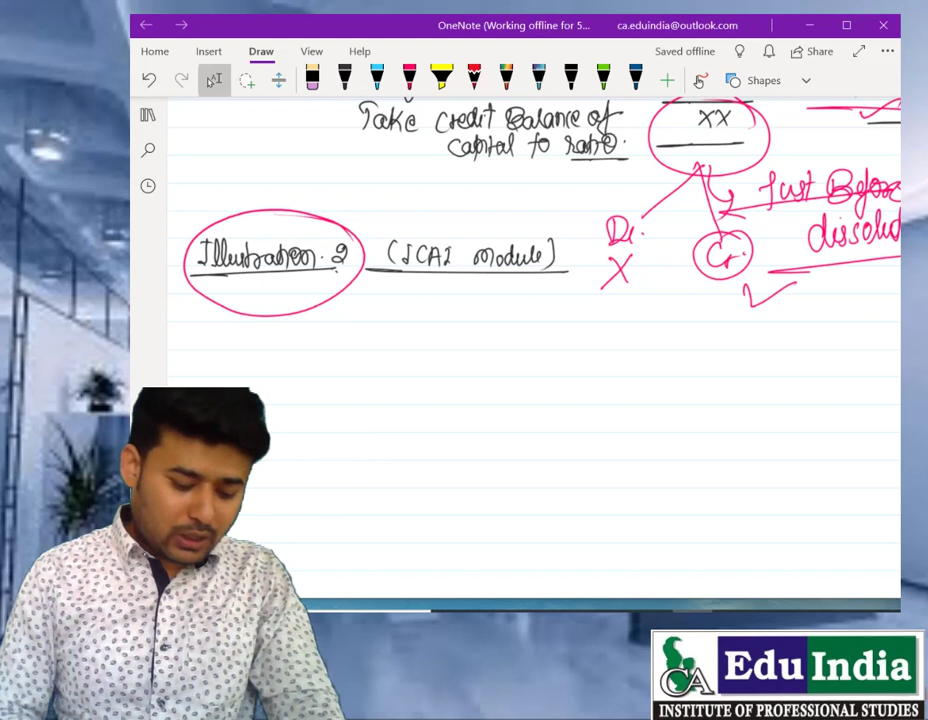 OneNote (Working offline for 5...
ca.eduindia@outlook.com
Home Insert Draw View Help
Saved offline
Share
Shapes
Take credit Balance of
XX
capital to ratio.
Just Before
Dr.
X
Cr.
Illustration. 2 (ICAI Module)
CA
Edu India
INSTITUTE OF PROFESSIONAL STUDIES